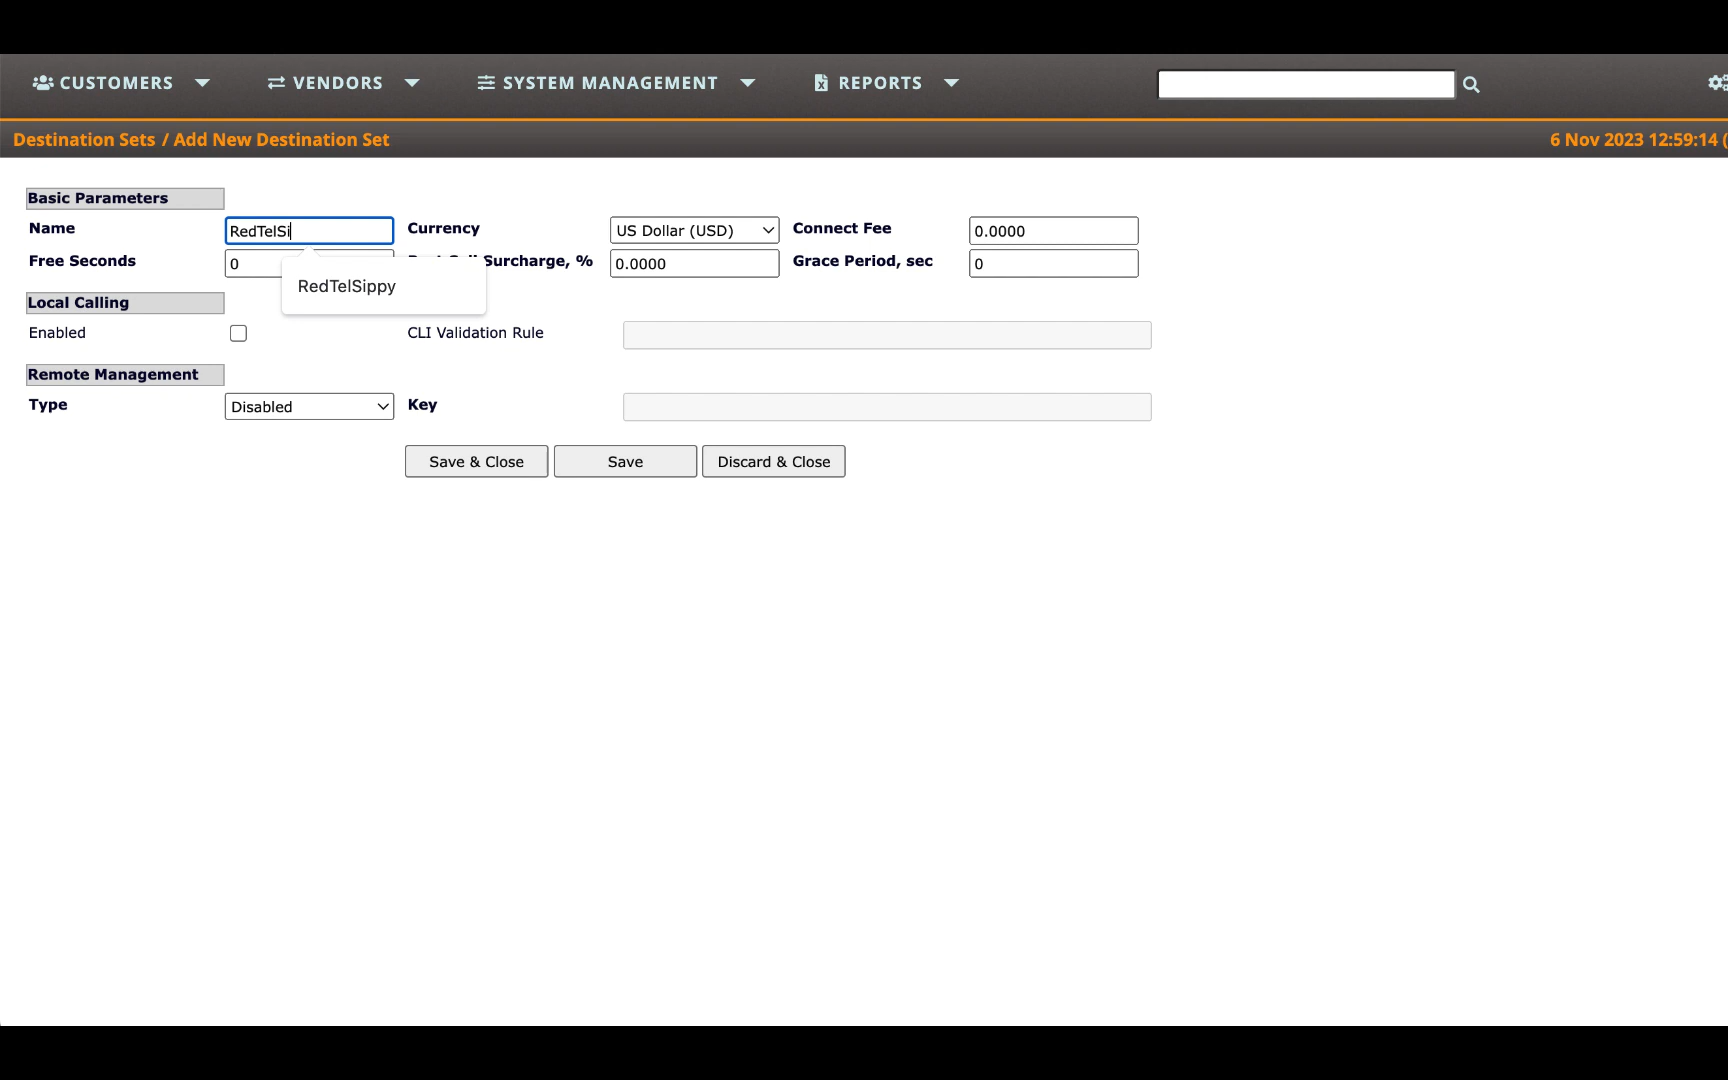 CUSTOMERS VENDORS SYSTEM MANAGEMENT REPORTS
Destination Sets / Add New Destination Set 6 Nov 2023 12:59:14 (
Basic Parameters
Name RedTelSi Currency US Dollar (USD) Connect Fee 0.0000
Free Seconds 0 Surcharge, % 0.0000 Grace Period, sec 0
RedTelSippy
Local Calling
Enabled CLI Validation Rule
Remote Management
Type Disabled Key
Save & Close Save Discard & Close